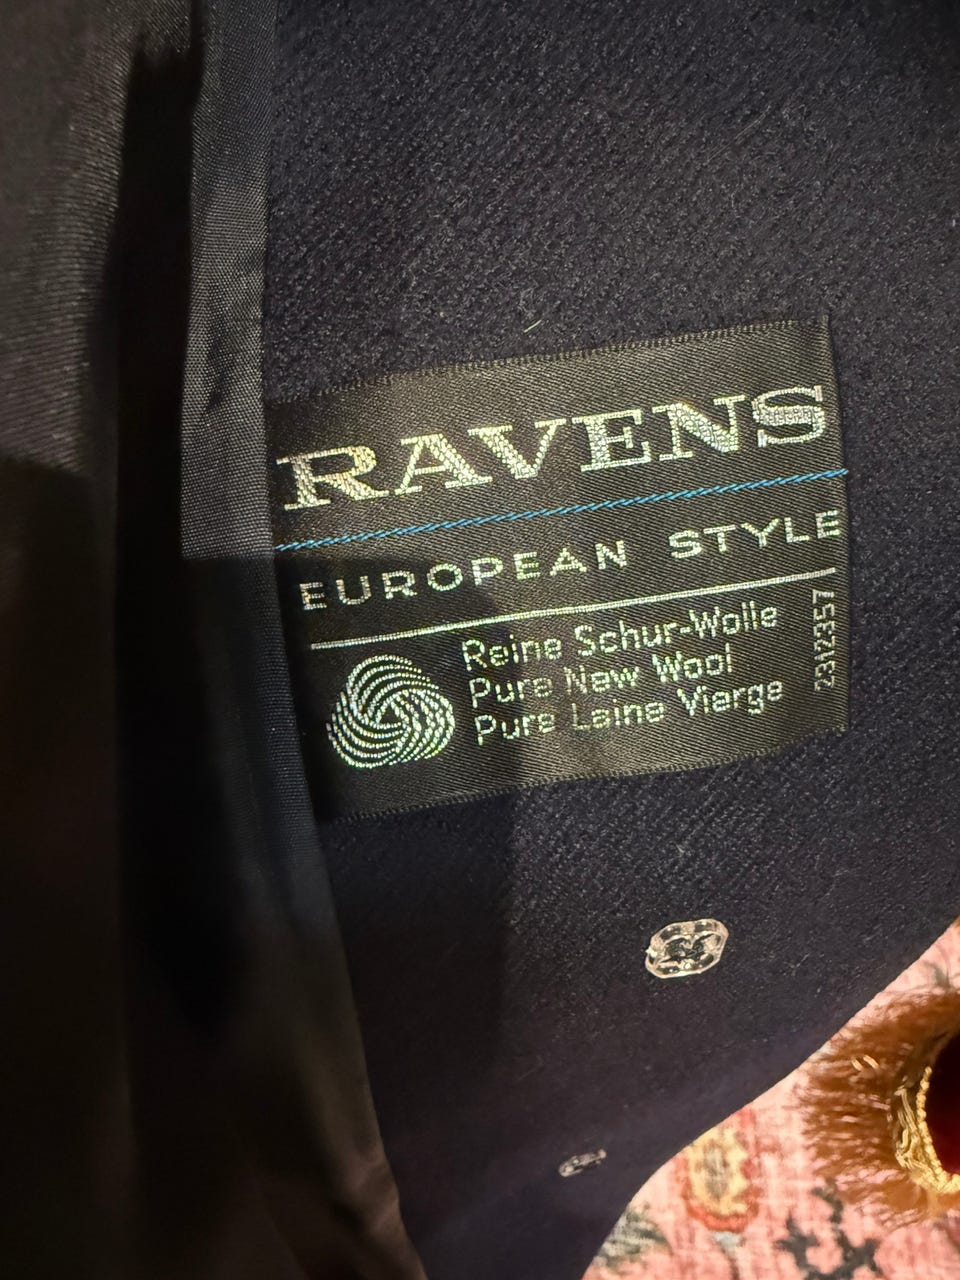 RAVENS
EUROPEAN STYLE
Reine Schur-Wolle
Pure New Wool
Pure Laine Vierge
2312357